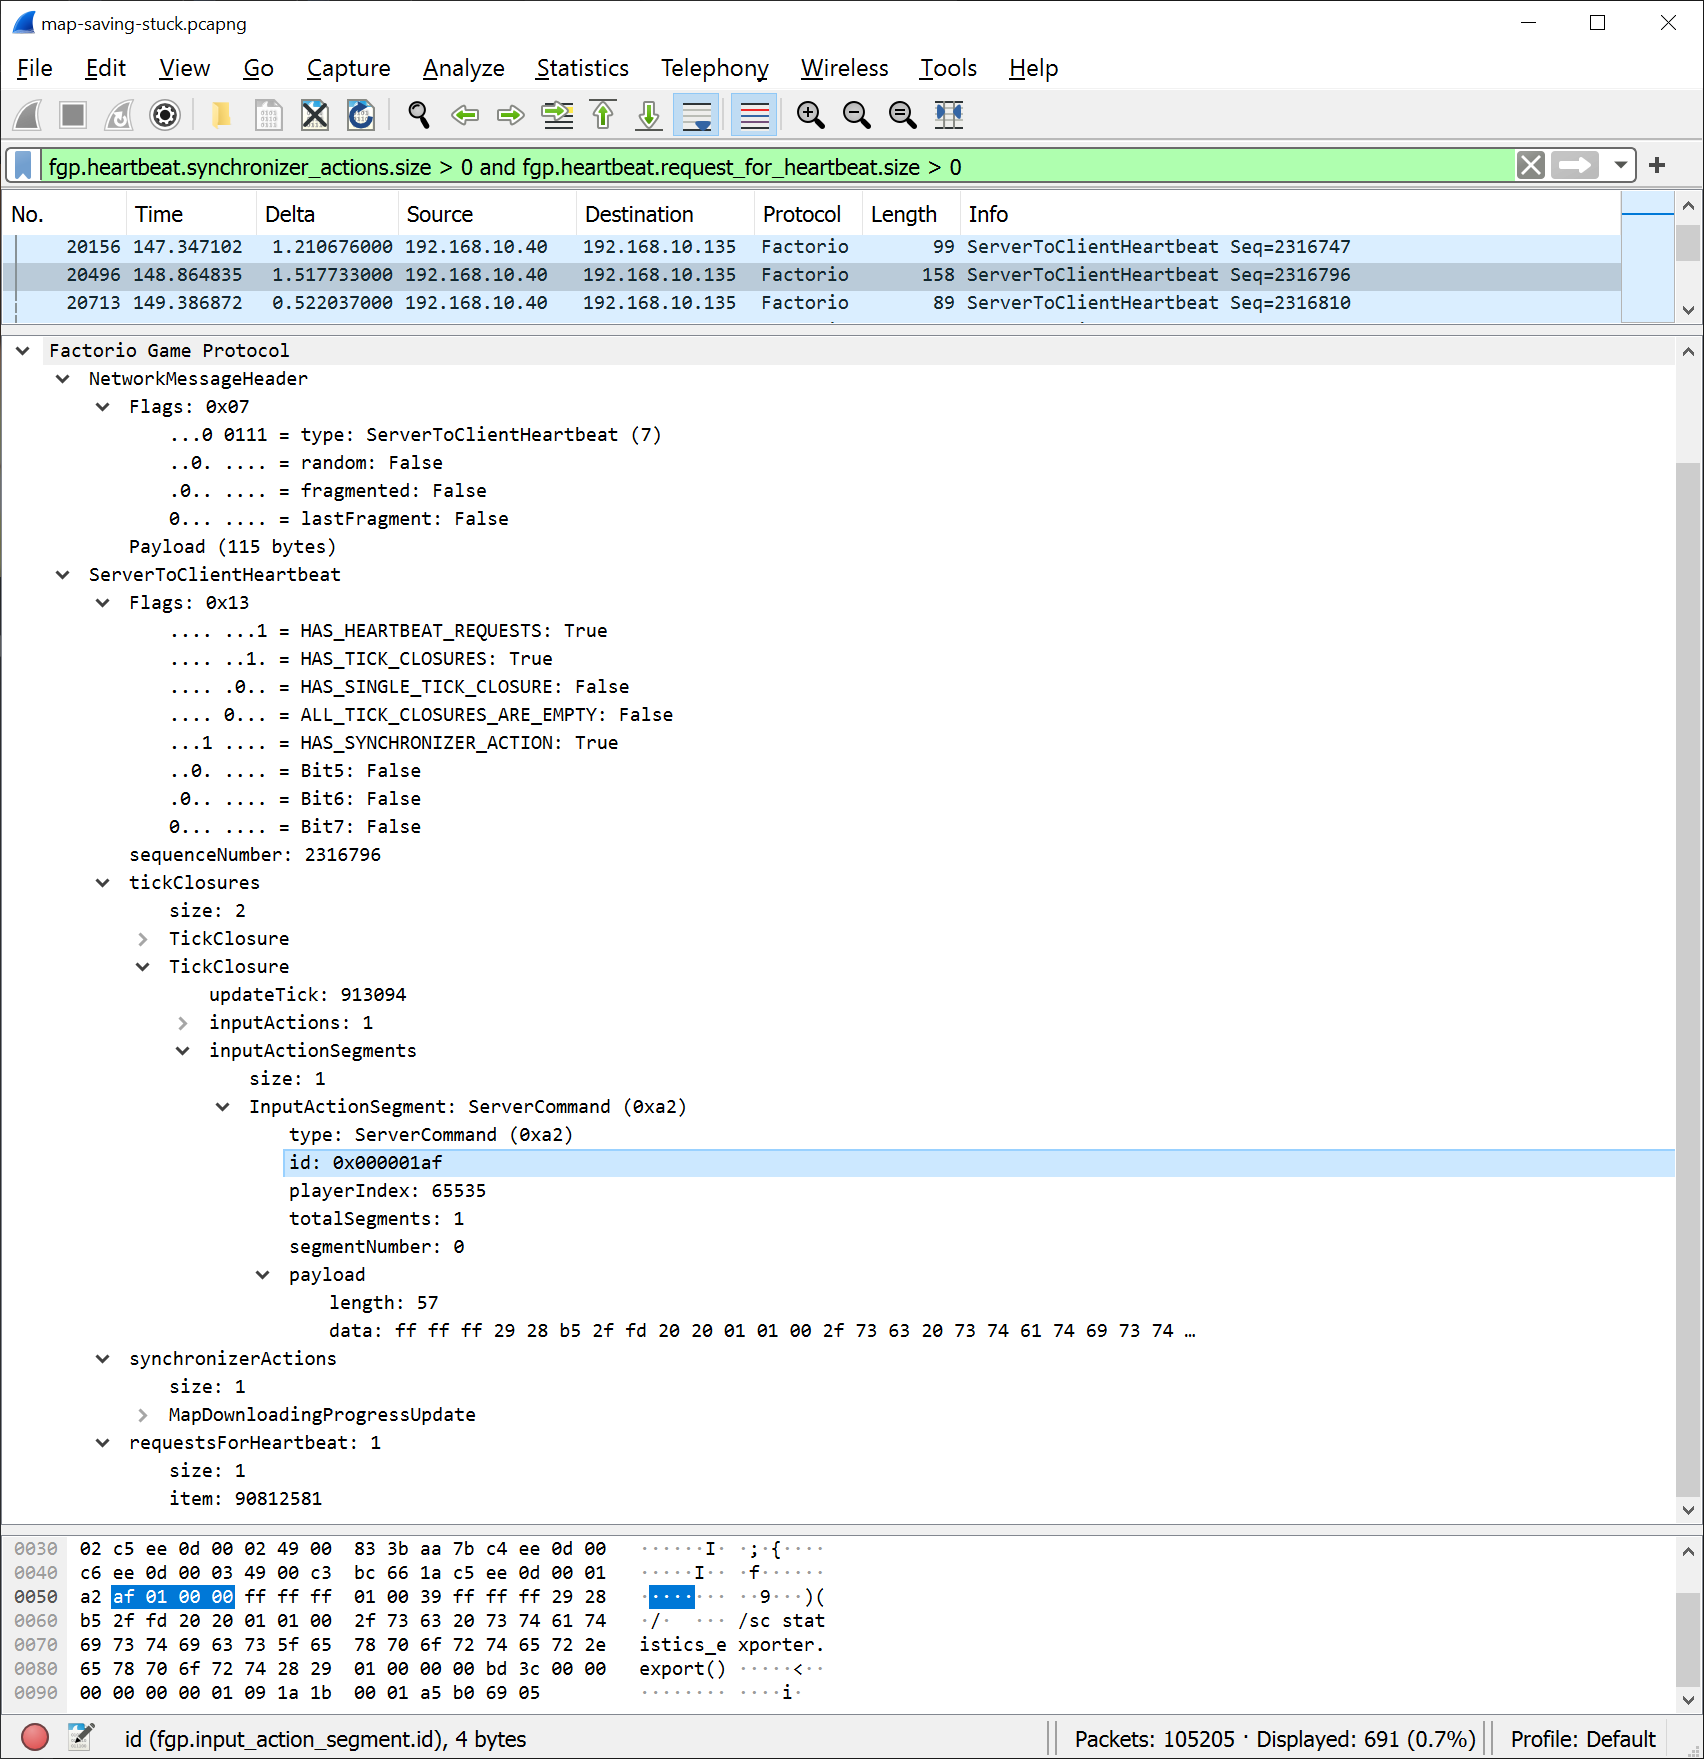 map-saving-stuck.pcapng
File Edit View Go Capture Analyze Statistics Telephony Wireless Tools Help
fgp.heartbeat.synchronizer_actions.size > 0 and fgp.heartbeat.request_for_heartbeat.size > 0
No. Time Delta Source Destination Protocol Length Info
20156 147.347102 1.210676000 192.168.10.40 192.168.10.135 Factorio 99 ServerToClientHeartbeat Seq=2316747
20496 148.864835 1.517733000 192.168.10.40 192.168.10.135 Factorio 158 ServerToClientHeartbeat Seq=2316796
20713 149.386872 0.522037000 192.168.10.40 192.168.10.135 Factorio 89 ServerToClientHeartbeat Seq=2316810
Factorio Game Protocol
NetworkMessageHeader
Flags: 0x07
...0 0111 = type: ServerToClientHeartbeat (7)
..0. .... = random: False
.0.. .... = fragmented: False
0... .... = lastFragment: False
Payload (115 bytes)
ServerToClientHeartbeat
Flags: 0x13
.... ...1 = HAS_HEARTBEAT_REQUESTS: True
.... ..1. = HAS_TICK_CLOSURES: True
.... .0.. = HAS_SINGLE_TICK_CLOSURE: False
.... 0... = ALL_TICK_CLOSURES_ARE_EMPTY: False
...1 .... = HAS_SYNCHRONIZER_ACTION: True
..0. .... = Bit5: False
.0.. .... = Bit6: False
0... .... = Bit7: False
sequenceNumber: 2316796
tickClosures
size: 2
TickClosure
TickClosure
updateTick: 913094
inputActions: 1
inputActionSegments
size: 1
InputActionSegment: ServerCommand (0xa2)
type: ServerCommand (0xa2)
id: 0x000001af
playerIndex: 65535
totalSegments: 1
segmentNumber: 0
payload
length: 57
data: ff ff ff 29 28 b5 2f fd 20 20 01 01 00 2f 73 63 20 73 74 61 74 69 73 74 …
synchronizerActions
size: 1
MapDownloadingProgressUpdate
requestsForHeartbeat: 1
size: 1
item: 90812581
0030 02 c5 ee 0d 00 02 49 00 83 3b aa 7b c4 ee 0d 00 ······I· ·;·{····
0040 c6 ee 0d 00 03 49 00 c3 bc 66 1a c5 ee 0d 00 01 ·····I·· ·f······
0050 a2 af 01 00 00 ff ff ff 01 00 39 ff ff ff 29 28 ········ ··9···)(
0060 b5 2f fd 20 20 01 01 00 2f 73 63 20 73 74 61 74 ·/· ··· /sc stat
0070 69 73 74 69 63 73 5f 65 78 70 6f 72 74 65 72 2e istics_e xporter.
0080 65 78 70 6f 72 74 28 29 01 00 00 00 bd 3c 00 00 export() ·····<··
0090 00 00 00 00 01 09 1a 1b 00 01 a5 b0 69 05 ········ ····i·
id (fgp.input_action_segment.id), 4 bytes Packets: 105205 · Displayed: 691 (0.7%) Profile: Default